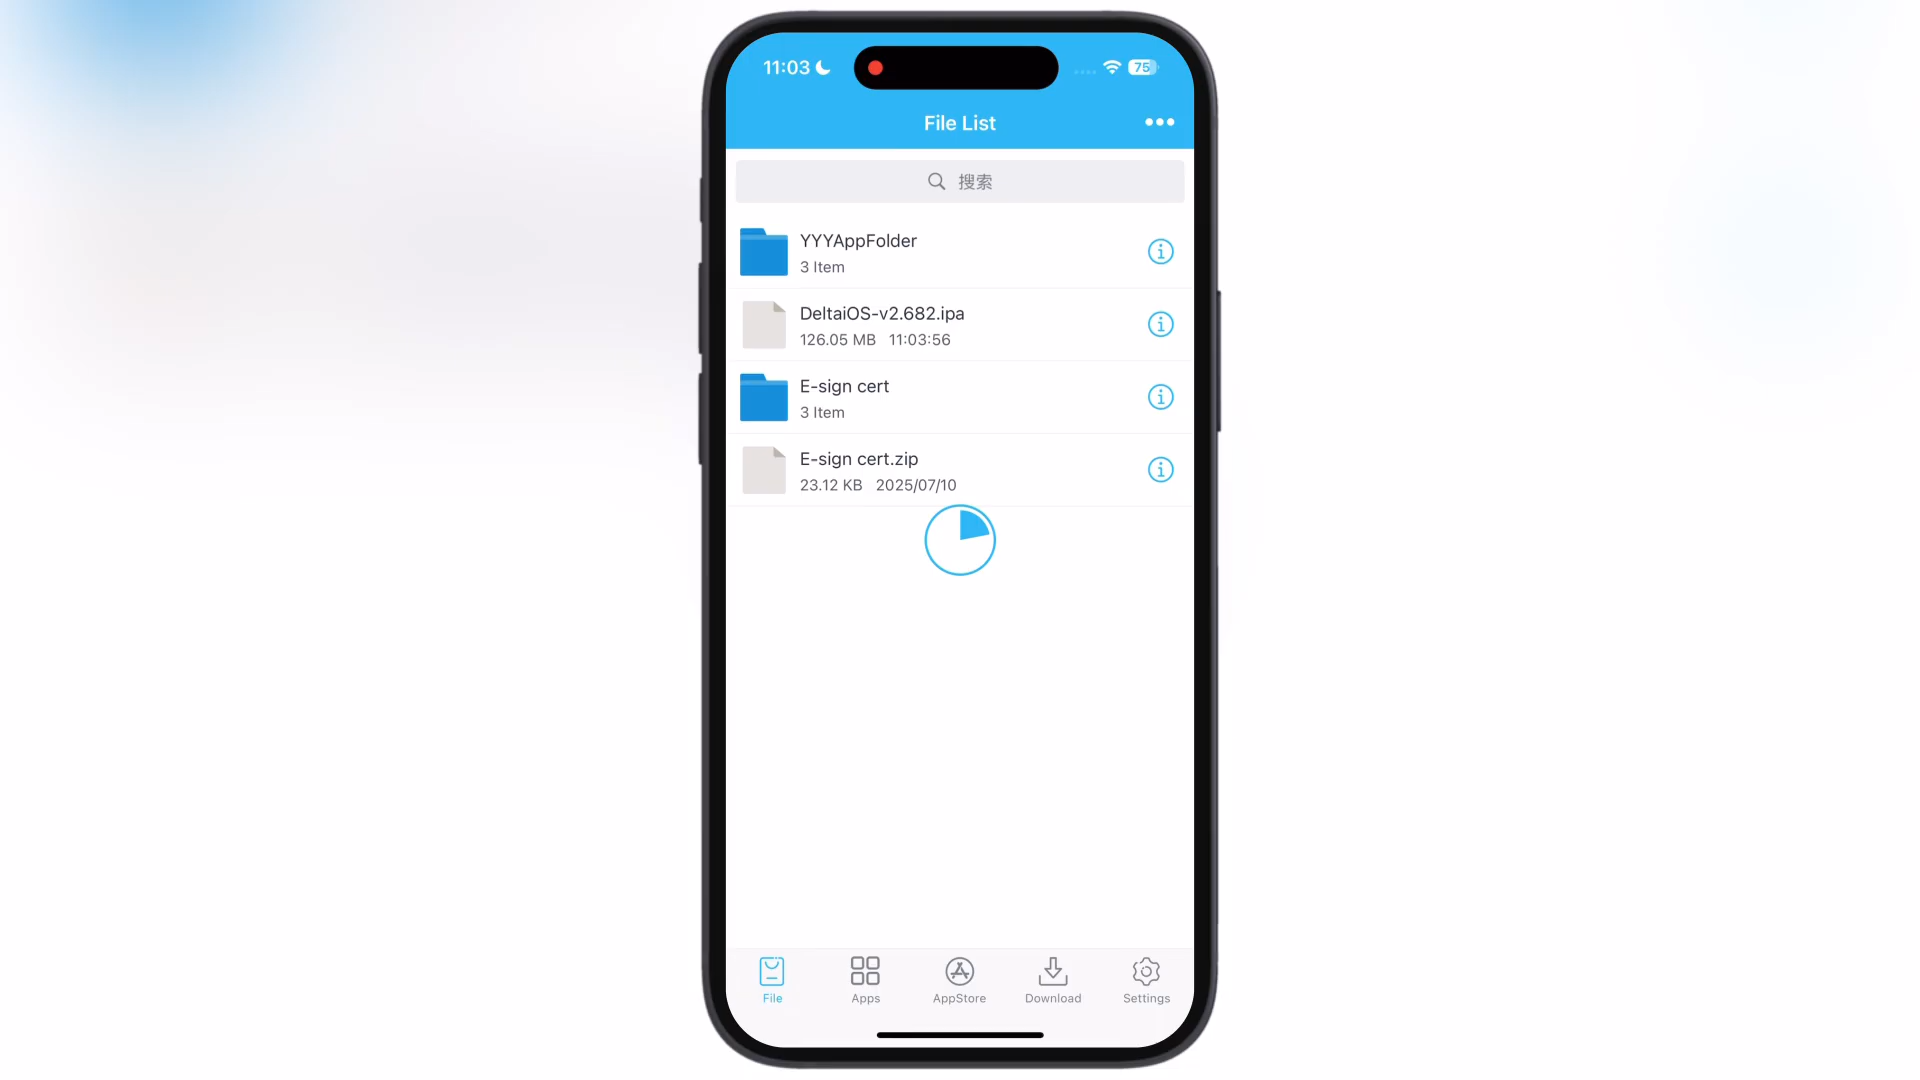 11:03
75
File List
搜索
YYYAppFolder
3 Item
DeltaiOS-v2.682.ipa
126.05 MB 11:03:56
E-sign cert
3 Item
E-sign cert.zip
23.12 KB 2025/07/10
File
Apps
AppStore
Download
Settings